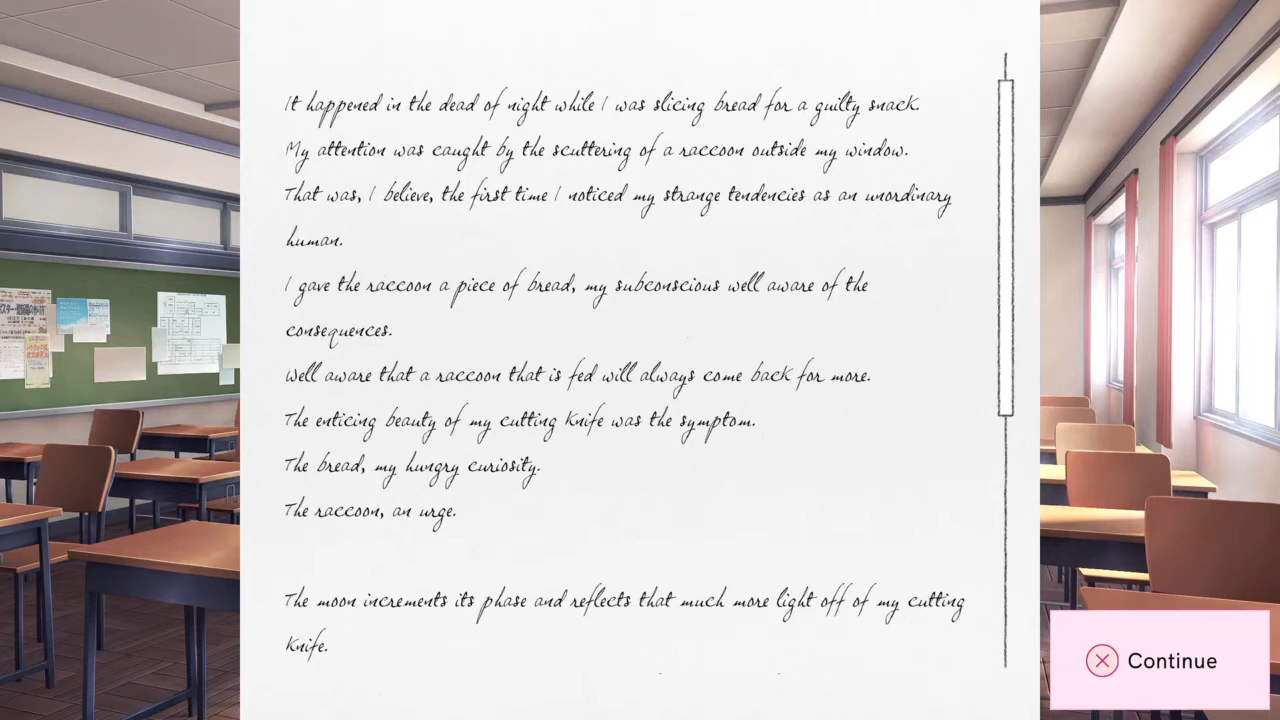 It happened in the dead of night while I was slicing bread for a guilty snack.
My attention was caught by the scuttering of a raccoon outside my window.
That was, I believe, the first time I noticed my strange tendencies as an unordinary
human.
I gave the raccoon a piece of bread, my subconscious well aware of the
consequences.
Well aware that a raccoon that is fed will always come back for more.
The enticing beauty of my cutting knife was the symptom.
The bread, my hungry curiosity.
The raccoon, an urge.
The moon increments its phase and reflects that much more light off of my cutting
knife.
Continue